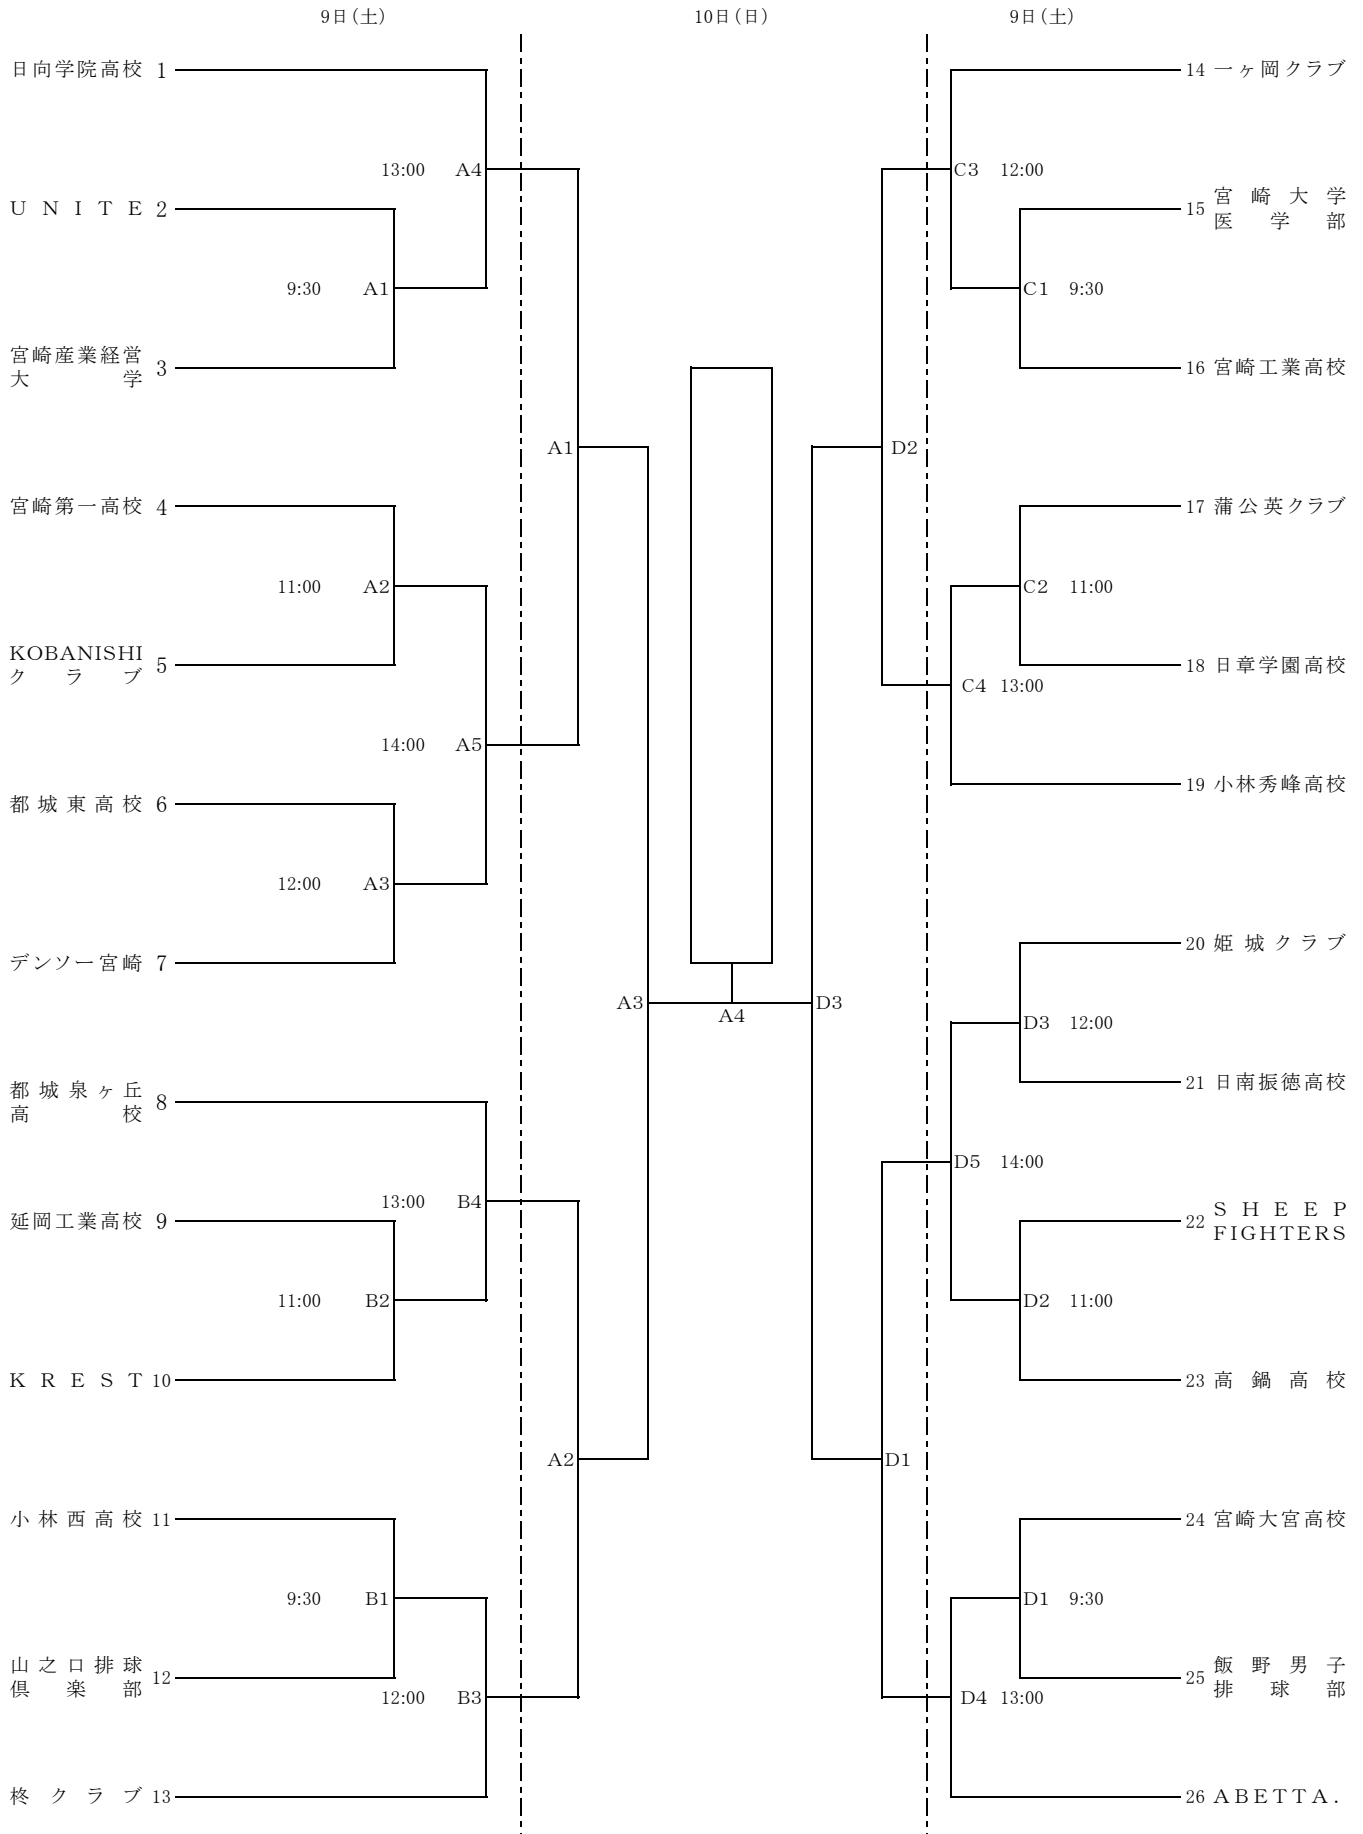 9日(土)
10日(日)
9日(土)
日向学院高校 1
13:00 A4
UNITE 2
9:30 A1
宮崎産業経営
大学 3
A1
宮崎第一高校 4
11:00 A2
KOBANISHI
クラブ 5
14:00 A5
都城東高校 6
12:00 A3
デンソー宮崎 7
A3
A4
D3
都城泉ヶ丘
高校 8
13:00 B4
延岡工業高校 9
11:00 B2
KREST 10
A2
小林西高校 11
9:30 B1
山之口排球
倶楽部 12
12:00 B3
柊クラブ 13
14 一ヶ岡クラブ
C3 12:00
15 宮崎大学
医学部
C1 9:30
16 宮崎工業高校
D2
17 蒲公英クラブ
C2 11:00
18 日章学園高校
C4 13:00
19 小林秀峰高校
20 姫城クラブ
D3 12:00
21 日南振徳高校
D5 14:00
22 SHEEP
FIGHTERS
D2 11:00
23 高鍋高校
D1
24 宮崎大宮高校
D1 9:30
25 飯野男子
排球部
D4 13:00
26 ABETTA.